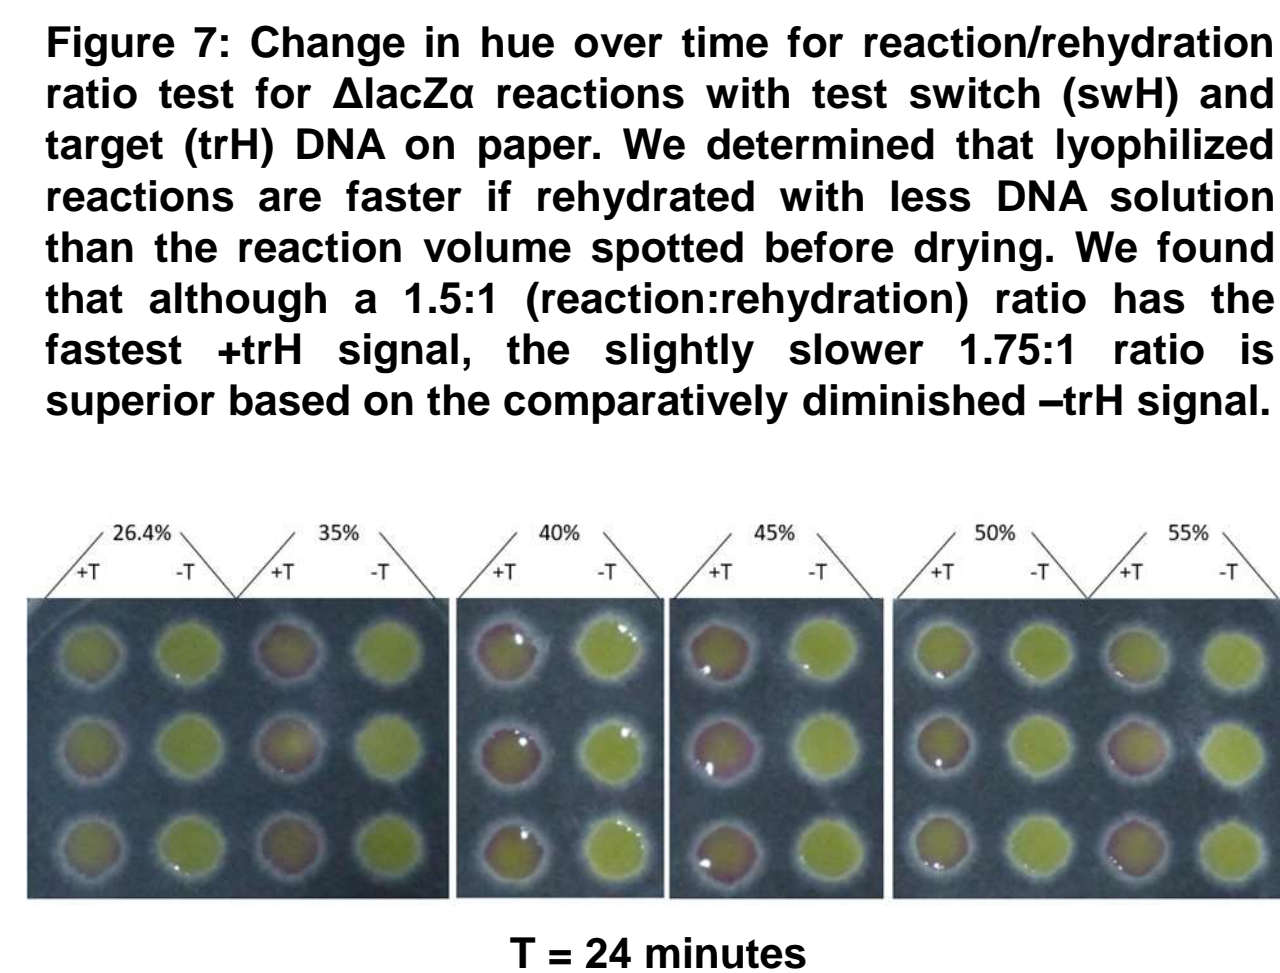 Figure 7: Change in hue over time for reaction/rehydration
ratio test for ΔlacZα reactions with test switch (swH) and
target (trH) DNA on paper. We determined that lyophilized
reactions are faster if rehydrated with less DNA solution
than the reaction volume spotted before drying. We found
that although a 1.5:1 (reaction:rehydration) ratio has the
fastest +trH signal, the slightly slower 1.75:1 ratio is
superior based on the comparatively diminished –trH signal.
26.4% 35% 40% 45% 50% 55%
+T -T +T -T +T -T +T -T +T -T +T -T
T = 24 minutes